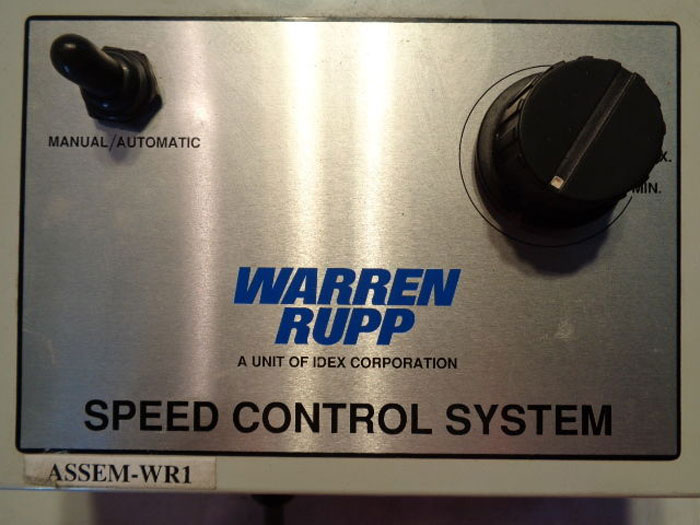 MANUAL/AUTOMATIC
MIN.
WARREN
RUPP
A UNIT OF IDEX CORPORATION
SPEED CONTROL SYSTEM
ASSEM-WR1